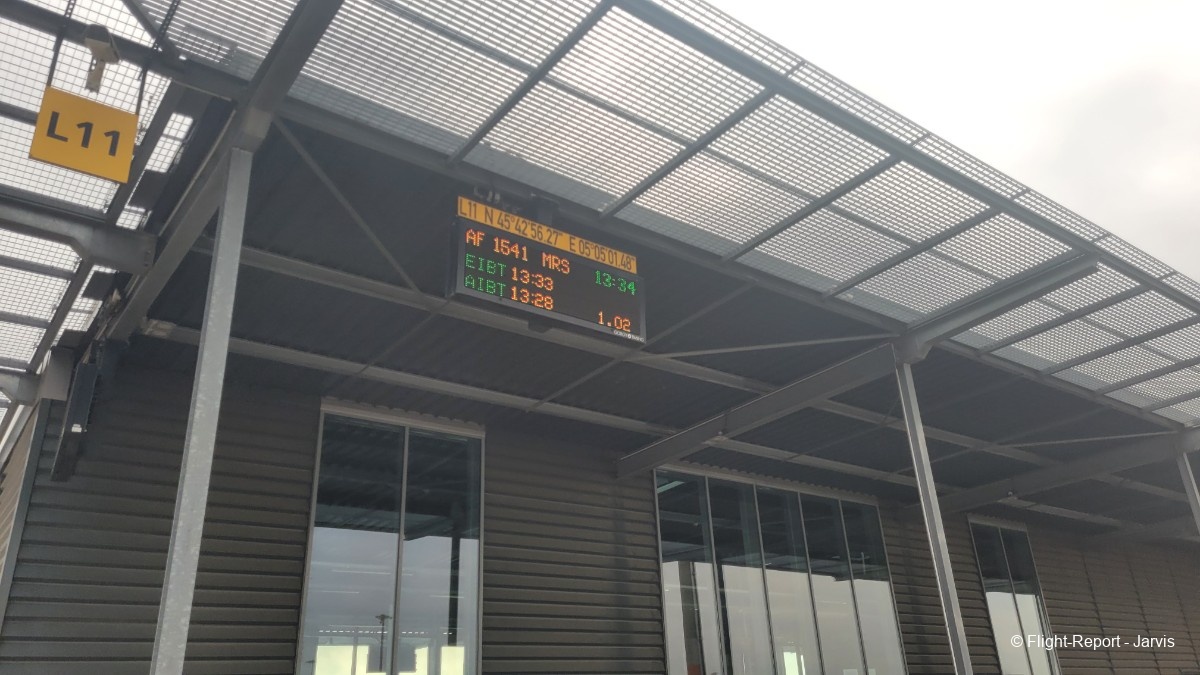 L11
L11 N 45°42'56.27" E 05°05'01.48"
AF 1541 MRS 13:34
EIBT 13:33
AIBT 13:28
1.02
© Flight-Report - Jarvis